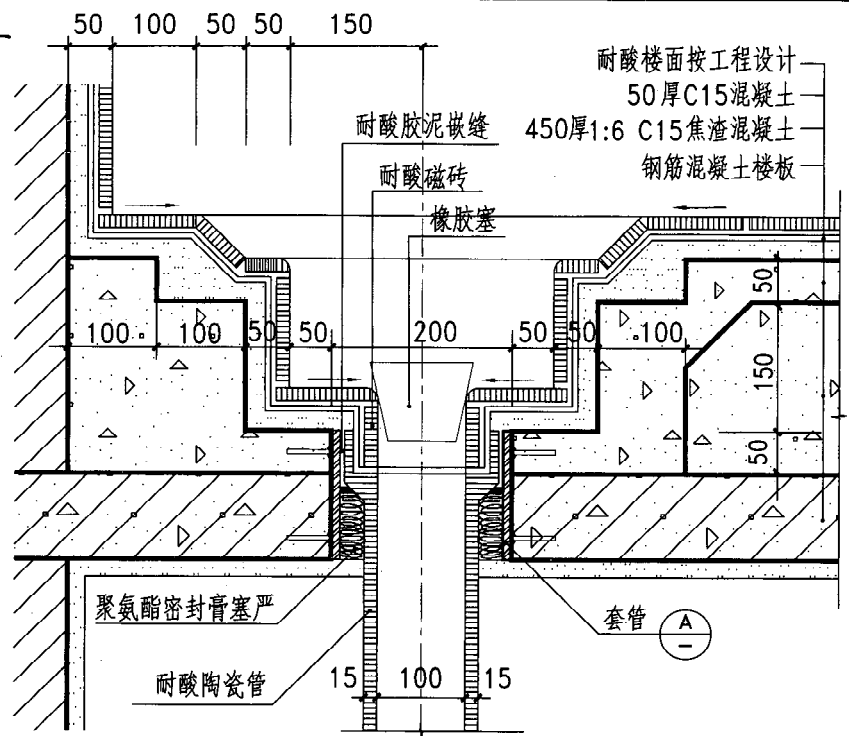 50 100 50 50 150
耐酸楼面按工程设计
50厚C15混凝土
450厚1:6 C15焦渣混凝土
钢筋混凝土楼板
耐酸胶泥嵌缝
耐酸磁砖
橡胶塞
50
100 100 50 50 200 50 50 100
150
50
聚氨酯密封膏塞严
套管 A
–
耐酸陶瓷管
15 100 15